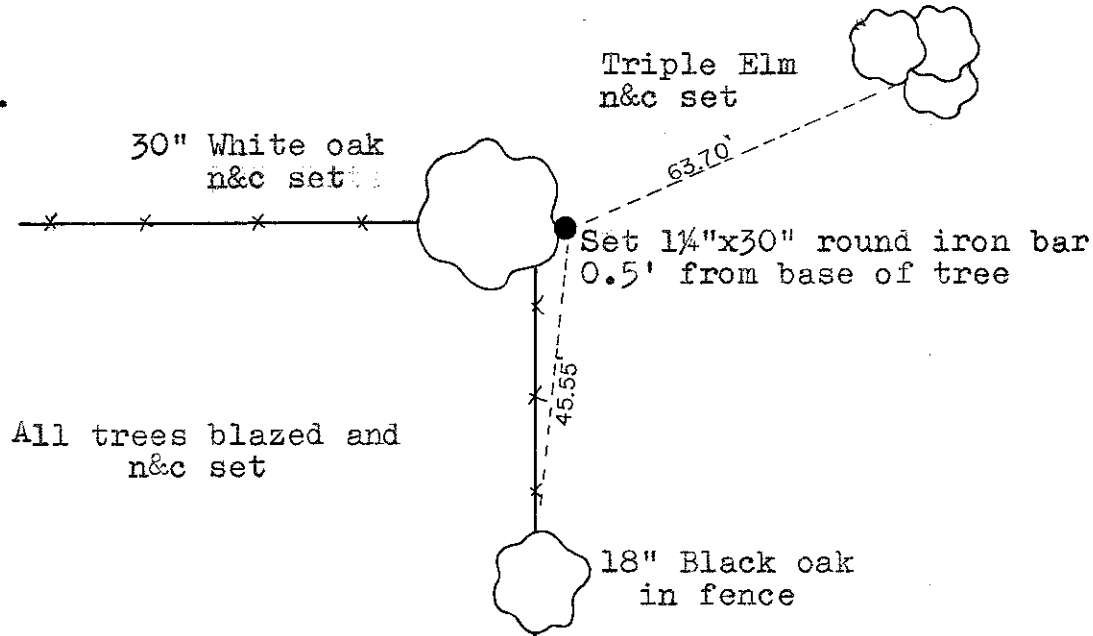 Triple Elm
n&c set
30" White oak
n&c set
63.70'
Set 1¼"x30" round iron bar
0.5' from base of tree
45.55'
All trees blazed and
n&c set
18" Black oak
in fence